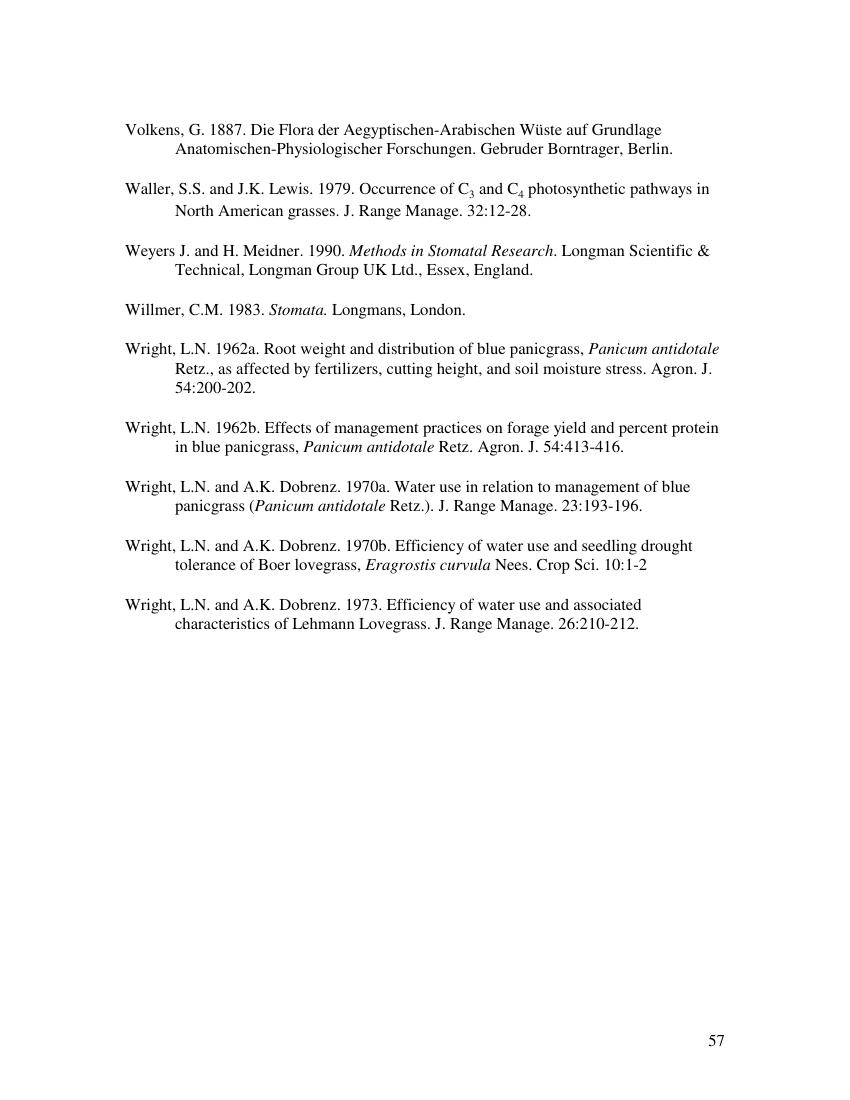 Volkens, G. 1887. Die Flora der Aegyptischen-Arabischen Wüste auf Grundlage
Anatomischen-Physiologischer Forschungen. Gebruder Borntrager, Berlin.
Waller, S.S. and J.K. Lewis. 1979. Occurrence of C3 and C4 photosynthetic pathways in
North American grasses. J. Range Manage. 32:12-28.
Weyers J. and H. Meidner. 1990. Methods in Stomatal Research. Longman Scientific &
Technical, Longman Group UK Ltd., Essex, England.
Willmer, C.M. 1983. Stomata. Longmans, London.
Wright, L.N. 1962a. Root weight and distribution of blue panicgrass, Panicum antidotale
Retz., as affected by fertilizers, cutting height, and soil moisture stress. Agron. J.
54:200-202.
Wright, L.N. 1962b. Effects of management practices on forage yield and percent protein
in blue panicgrass, Panicum antidotale Retz. Agron. J. 54:413-416.
Wright, L.N. and A.K. Dobrenz. 1970a. Water use in relation to management of blue
panicgrass (Panicum antidotale Retz.). J. Range Manage. 23:193-196.
Wright, L.N. and A.K. Dobrenz. 1970b. Efficiency of water use and seedling drought
tolerance of Boer lovegrass, Eragrostis curvula Nees. Crop Sci. 10:1-2
Wright, L.N. and A.K. Dobrenz. 1973. Efficiency of water use and associated
characteristics of Lehmann Lovegrass. J. Range Manage. 26:210-212.
57